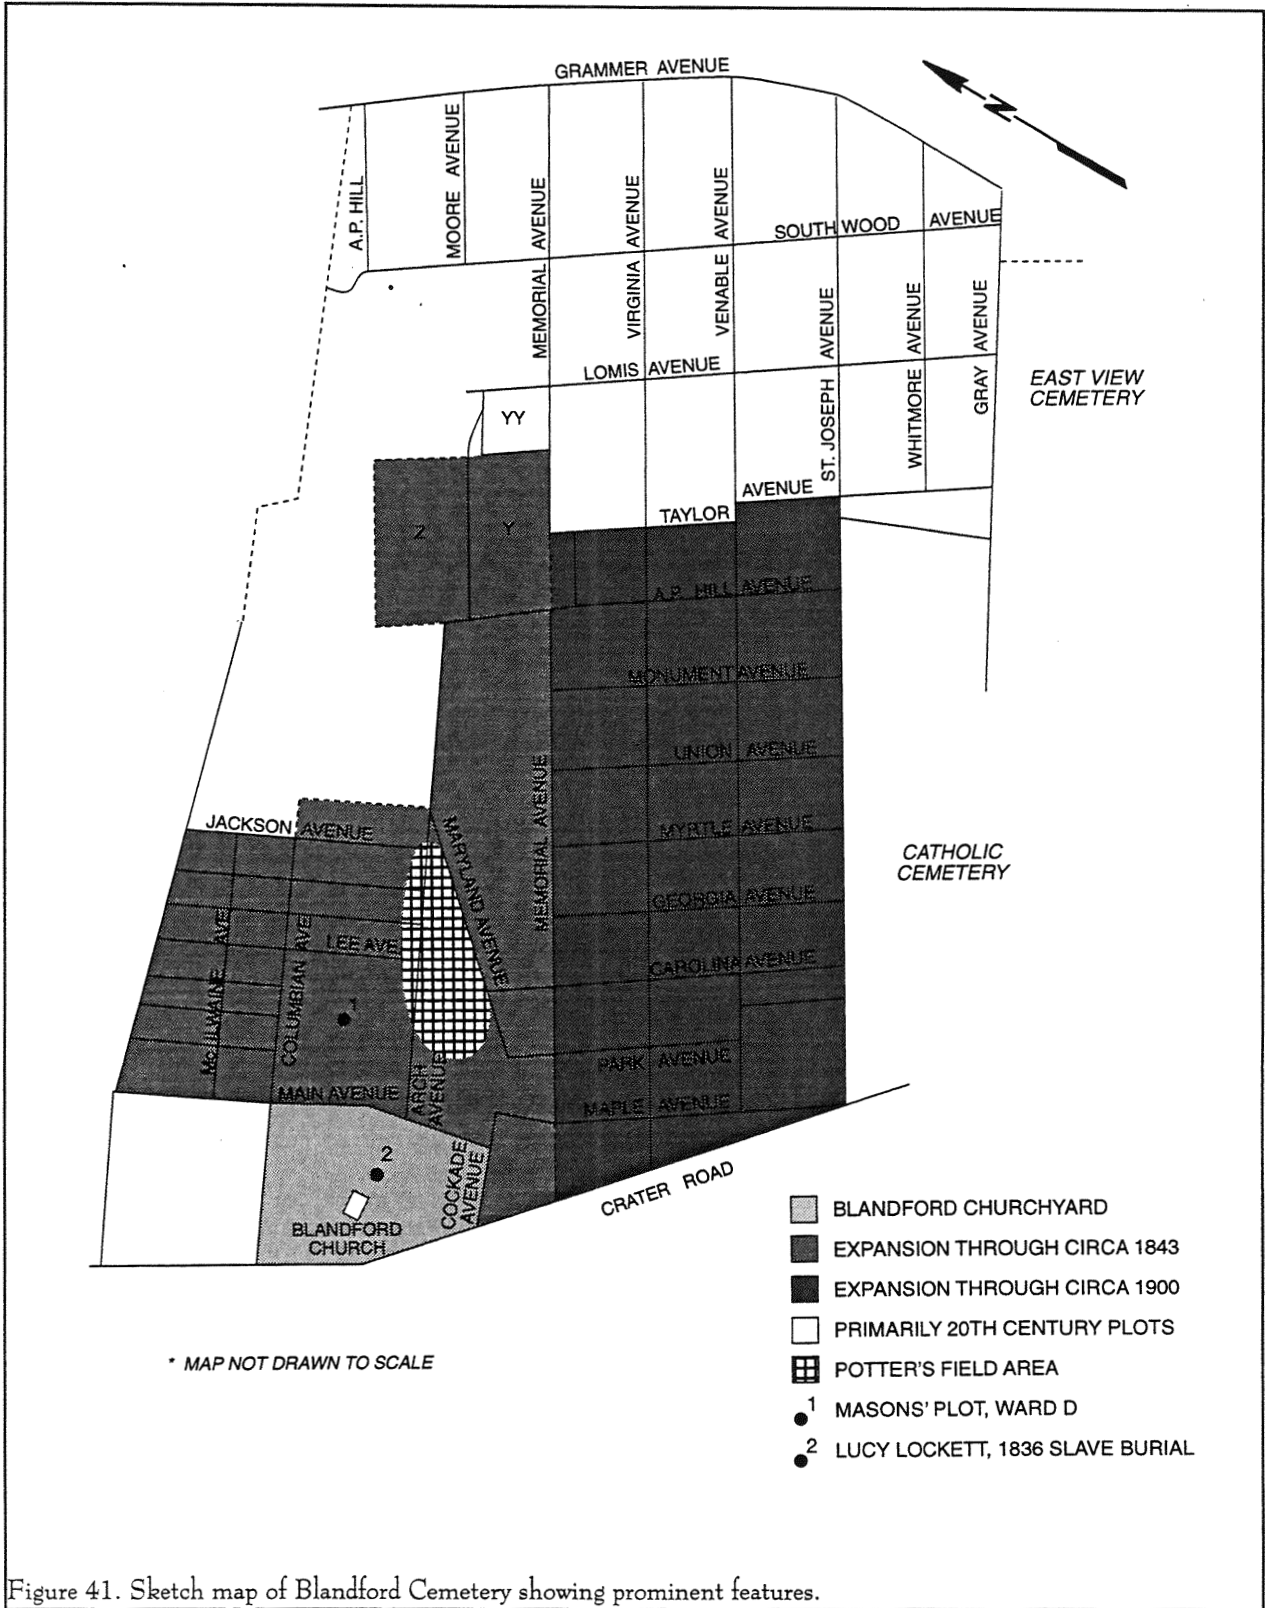 GRAMMER AVENUE
N
A.P. HILL
MOORE AVENUE
MEMORIAL AVENUE
VIRGINIA AVENUE
VENABLE AVENUE
SOUTHWOOD AVENUE
ST. JOSEPH AVENUE
WHITMORE AVENUE
GRAY AVENUE
LOMIS AVENUE
EAST VIEW
CEMETERY
YY
Z
Y
TAYLOR AVENUE
A.P. HILL AVENUE
MONUMENT AVENUE
UNION AVENUE
MEMORIAL AVENUE
JACKSON AVENUE
MARYLAND AVENUE
MYRTLE AVENUE
CATHOLIC
CEMETERY
GEORGIA AVENUE
McILWAINE AVE
COLUMBIAN AVE
LEE AVE
CAROLINA AVENUE
1
PARK AVENUE
MAIN AVENUE
ARCH
AVENUE
MAPLE AVENUE
2
COCKADE
AVENUE
CRATER ROAD
BLANDFORD
CHURCH
BLANDFORD CHURCHYARD
EXPANSION THROUGH CIRCA 1843
EXPANSION THROUGH CIRCA 1900
PRIMARILY 20TH CENTURY PLOTS
* MAP NOT DRAWN TO SCALE
POTTER'S FIELD AREA
1 MASONS' PLOT, WARD D
2 LUCY LOCKETT, 1836 SLAVE BURIAL
Figure 41. Sketch map of Blandford Cemetery showing prominent features.